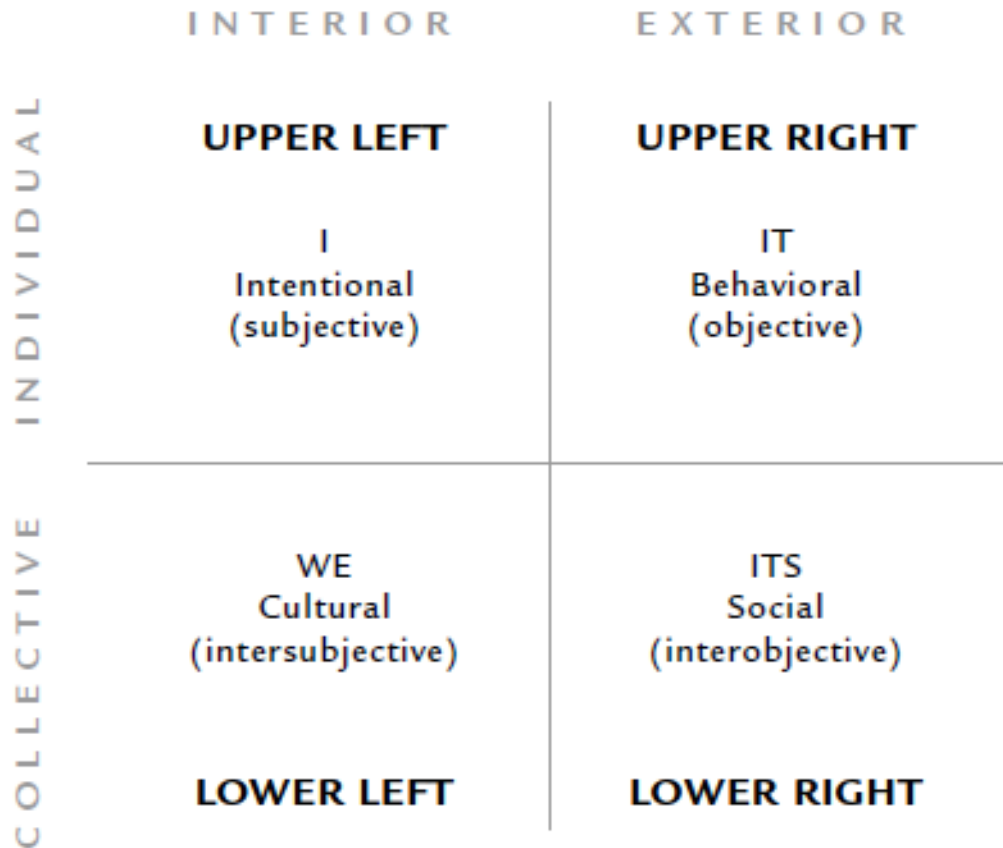 INTERIOR
EXTERIOR
INDIVIDUAL
UPPER LEFT
I
Intentional
(subjective)
UPPER RIGHT
IT
Behavioral
(objective)
COLLECTIVE
WE
Cultural
(intersubjective)
LOWER LEFT
ITS
Social
(interobjective)
LOWER RIGHT